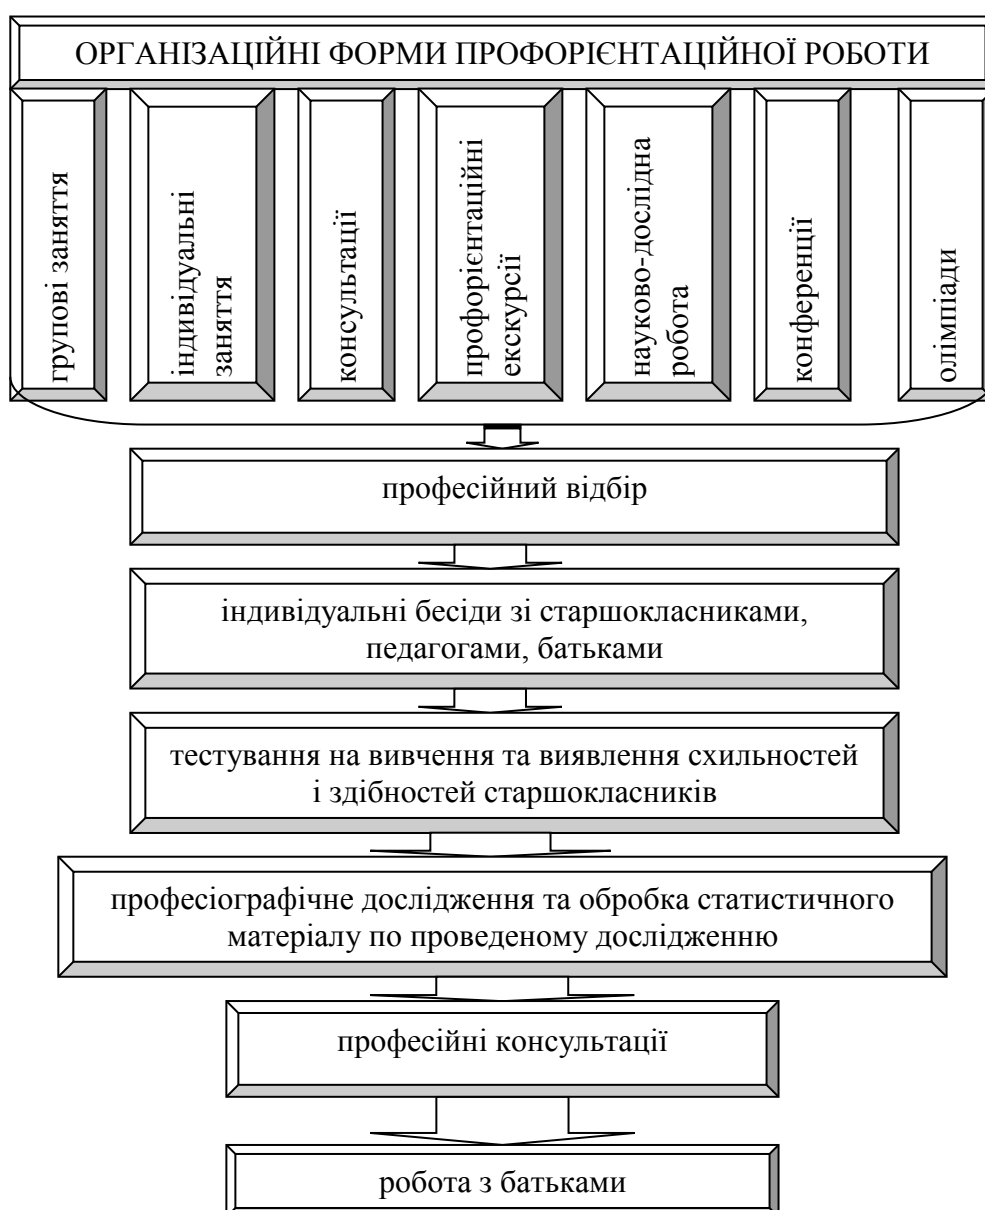 ОРГАНІЗАЦІЙНІ ФОРМИ ПРОФОРІЄНТАЦІЙНОЇ РОБОТИ
групові заняття
індивідуальні
заняття
консультації
профорієнтаційні
екскурсії
науково-дослідна
робота
конференції
олімпіади
професійний відбір
індивідуальні бесіди зі старшокласниками,
педагогами, батьками
тестування на вивчення та виявлення схильностей
і здібностей старшокласників
професіографічне дослідження та обробка статистичного
матеріалу по проведеному дослідженню
професійні консультації
робота з батьками